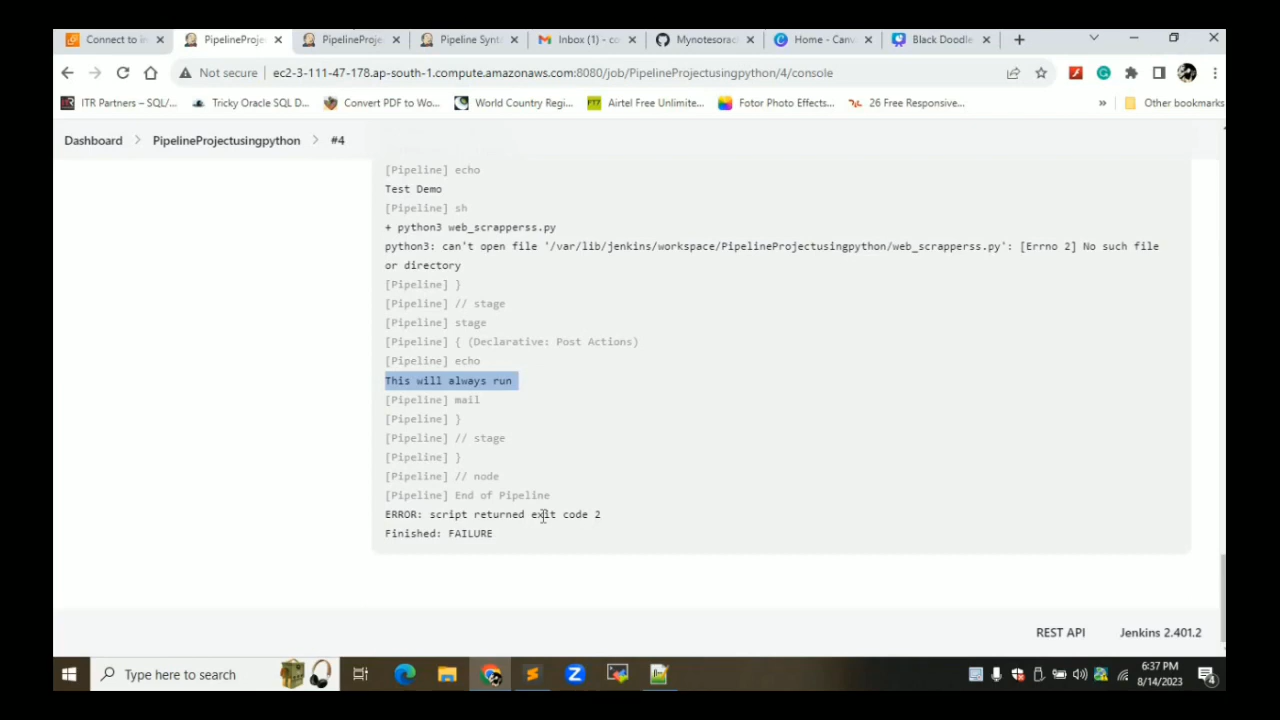 Connect to in
PipelineProje
PipelineProje
Pipeline Synt
Inbox (1) - co
Mynotesorac
Home - Canv
Black Doodle
Not secure
ec2-3-111-47-178.ap-south-1.compute.amazonaws.com:8080/job/PipelineProjectusingpython/4/console
ITR Partners – SQL/...
Tricky Oracle SQL D...
Convert PDF to Wo...
World Country Regi...
Airtel Free Unlimite...
Fotor Photo Effects...
26 Free Responsive...
»
Other bookmarks
Dashboard > PipelineProjectusingpython > #4
[Pipeline] echo
Test Demo
[Pipeline] sh
+ python3 web_scrapperss.py
python3: can't open file '/var/lib/jenkins/workspace/PipelineProjectusingpython/web_scrapperss.py': [Errno 2] No such file
or directory
[Pipeline] }
[Pipeline] // stage
[Pipeline] stage
[Pipeline] { (Declarative: Post Actions)
[Pipeline] echo
This will always run
[Pipeline] mail
[Pipeline] }
[Pipeline] // stage
[Pipeline] }
[Pipeline] // node
[Pipeline] End of Pipeline
ERROR: script returned exit code 2
Finished: FAILURE
REST API
Jenkins 2.401.2
Type here to search
6:37 PM
8/14/2023
4